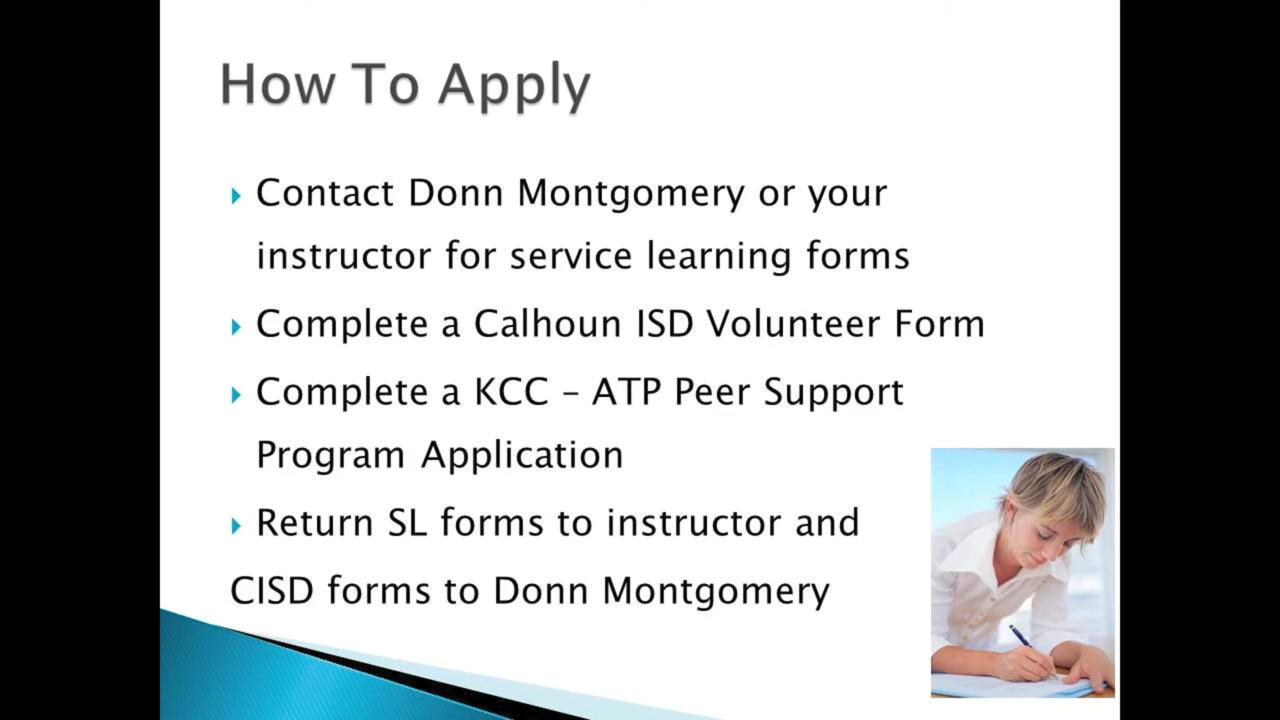 How To Apply
Contact Donn Montgomery or your
instructor for service learning forms
Complete a Calhoun ISD Volunteer Form
Complete a KCC – ATP Peer Support
Program Application
Return SL forms to instructor and
CISD forms to Donn Montgomery